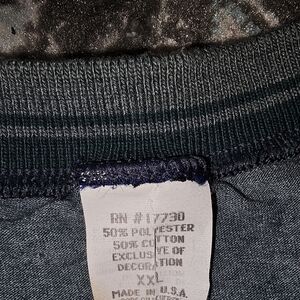 RN #17730
50% POLYESTER
50% COTTON
EXCLUSIVE OF
DECORATION
XXL
MADE IN U.S.A.